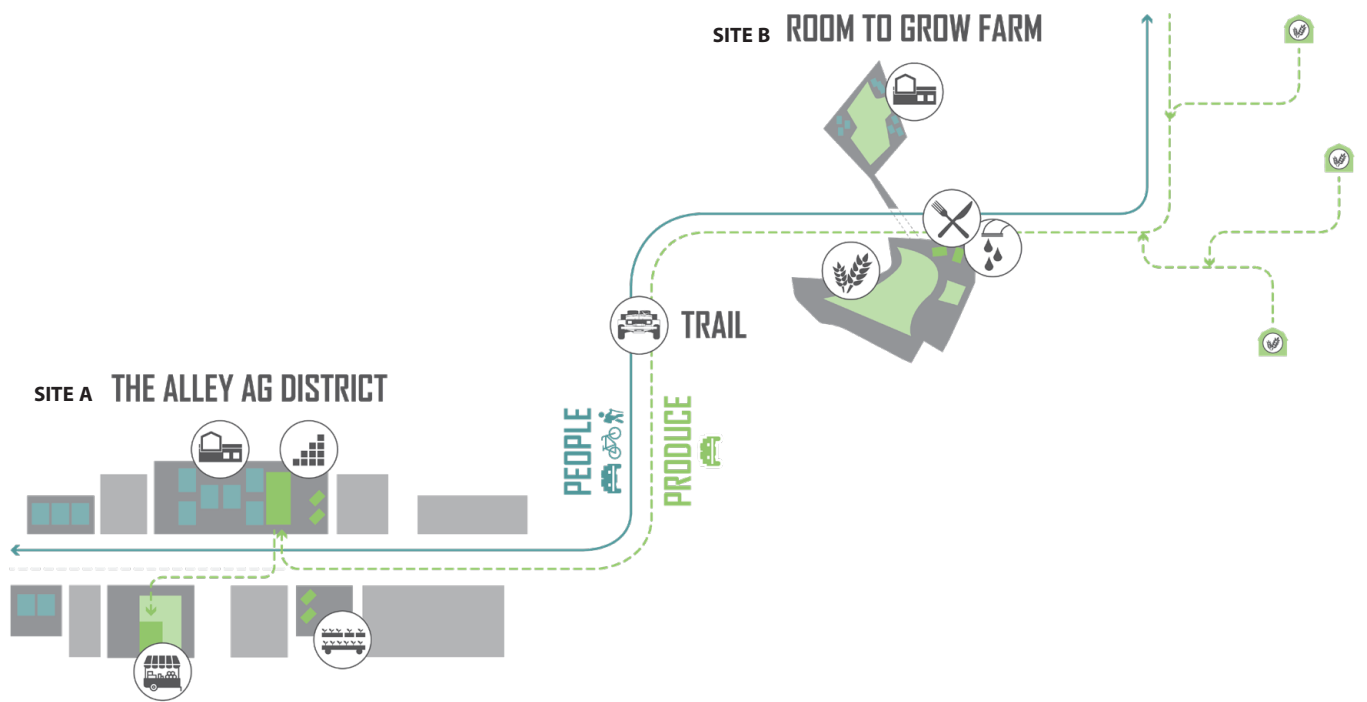 SITE B ROOM TO GROW FARM
TRAIL
SITE A THE ALLEY AG DISTRICT
PEOPLE
PRODUCE